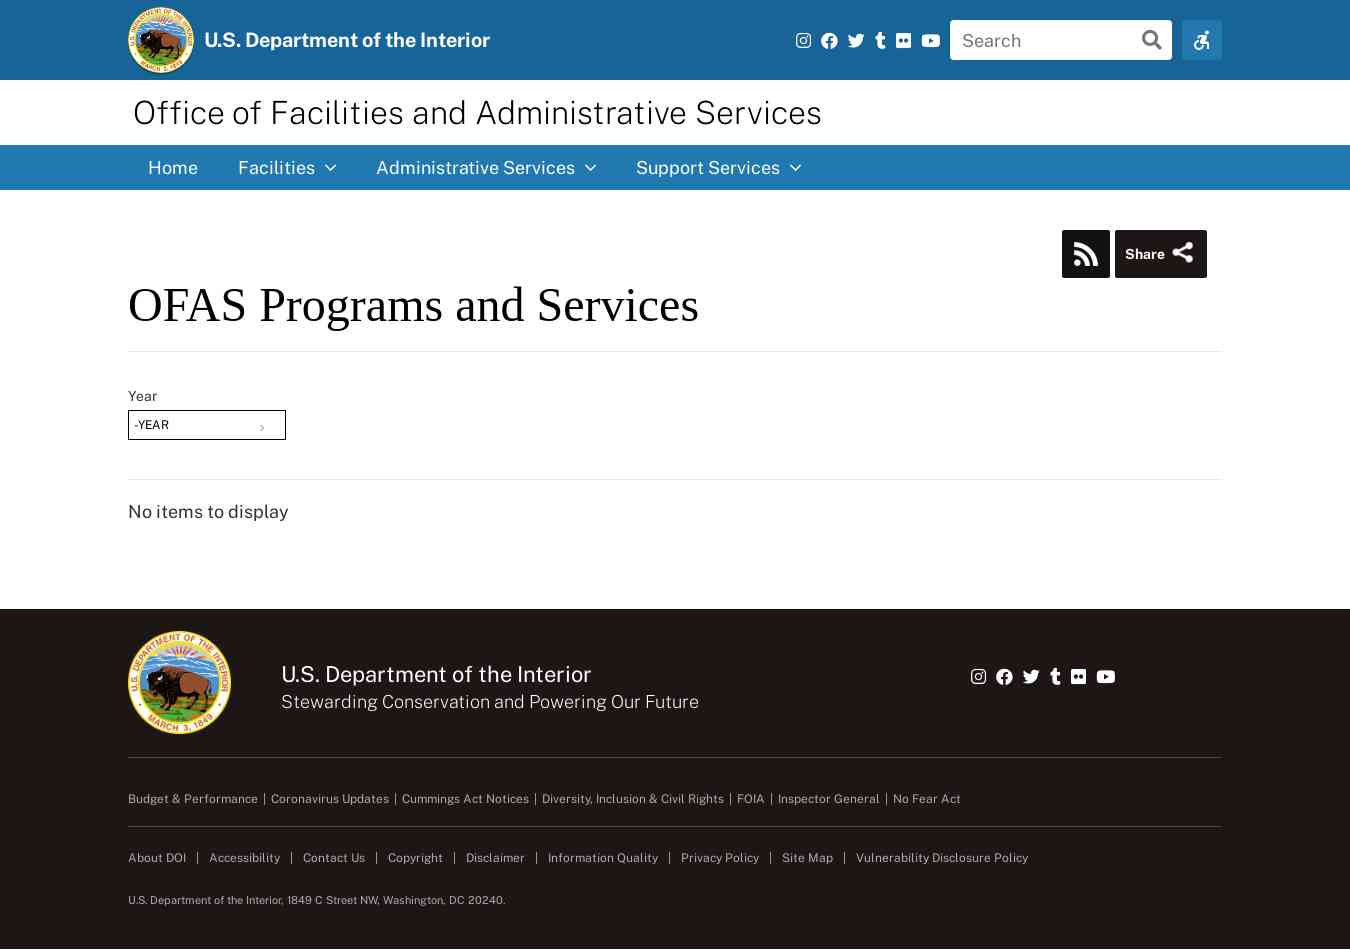 U.S. Department of the Interior
Search
Office of Facilities and Administrative Services
Home Facilities Administrative Services Support Services
Share
OFAS Programs and Services
Year
-YEAR
No items to display
U.S. DEPARTMENT OF THE INTERIOR
MARCH 3, 1849
U.S. Department of the Interior
Stewarding Conservation and Powering Our Future
Budget & Performance | Coronavirus Updates | Cummings Act Notices | Diversity, Inclusion & Civil Rights | FOIA | Inspector General | No Fear Act
About DOI | Accessibility | Contact Us | Copyright | Disclaimer | Information Quality | Privacy Policy | Site Map | Vulnerability Disclosure Policy
U.S. Department of the Interior, 1849 C Street NW, Washington, DC 20240.